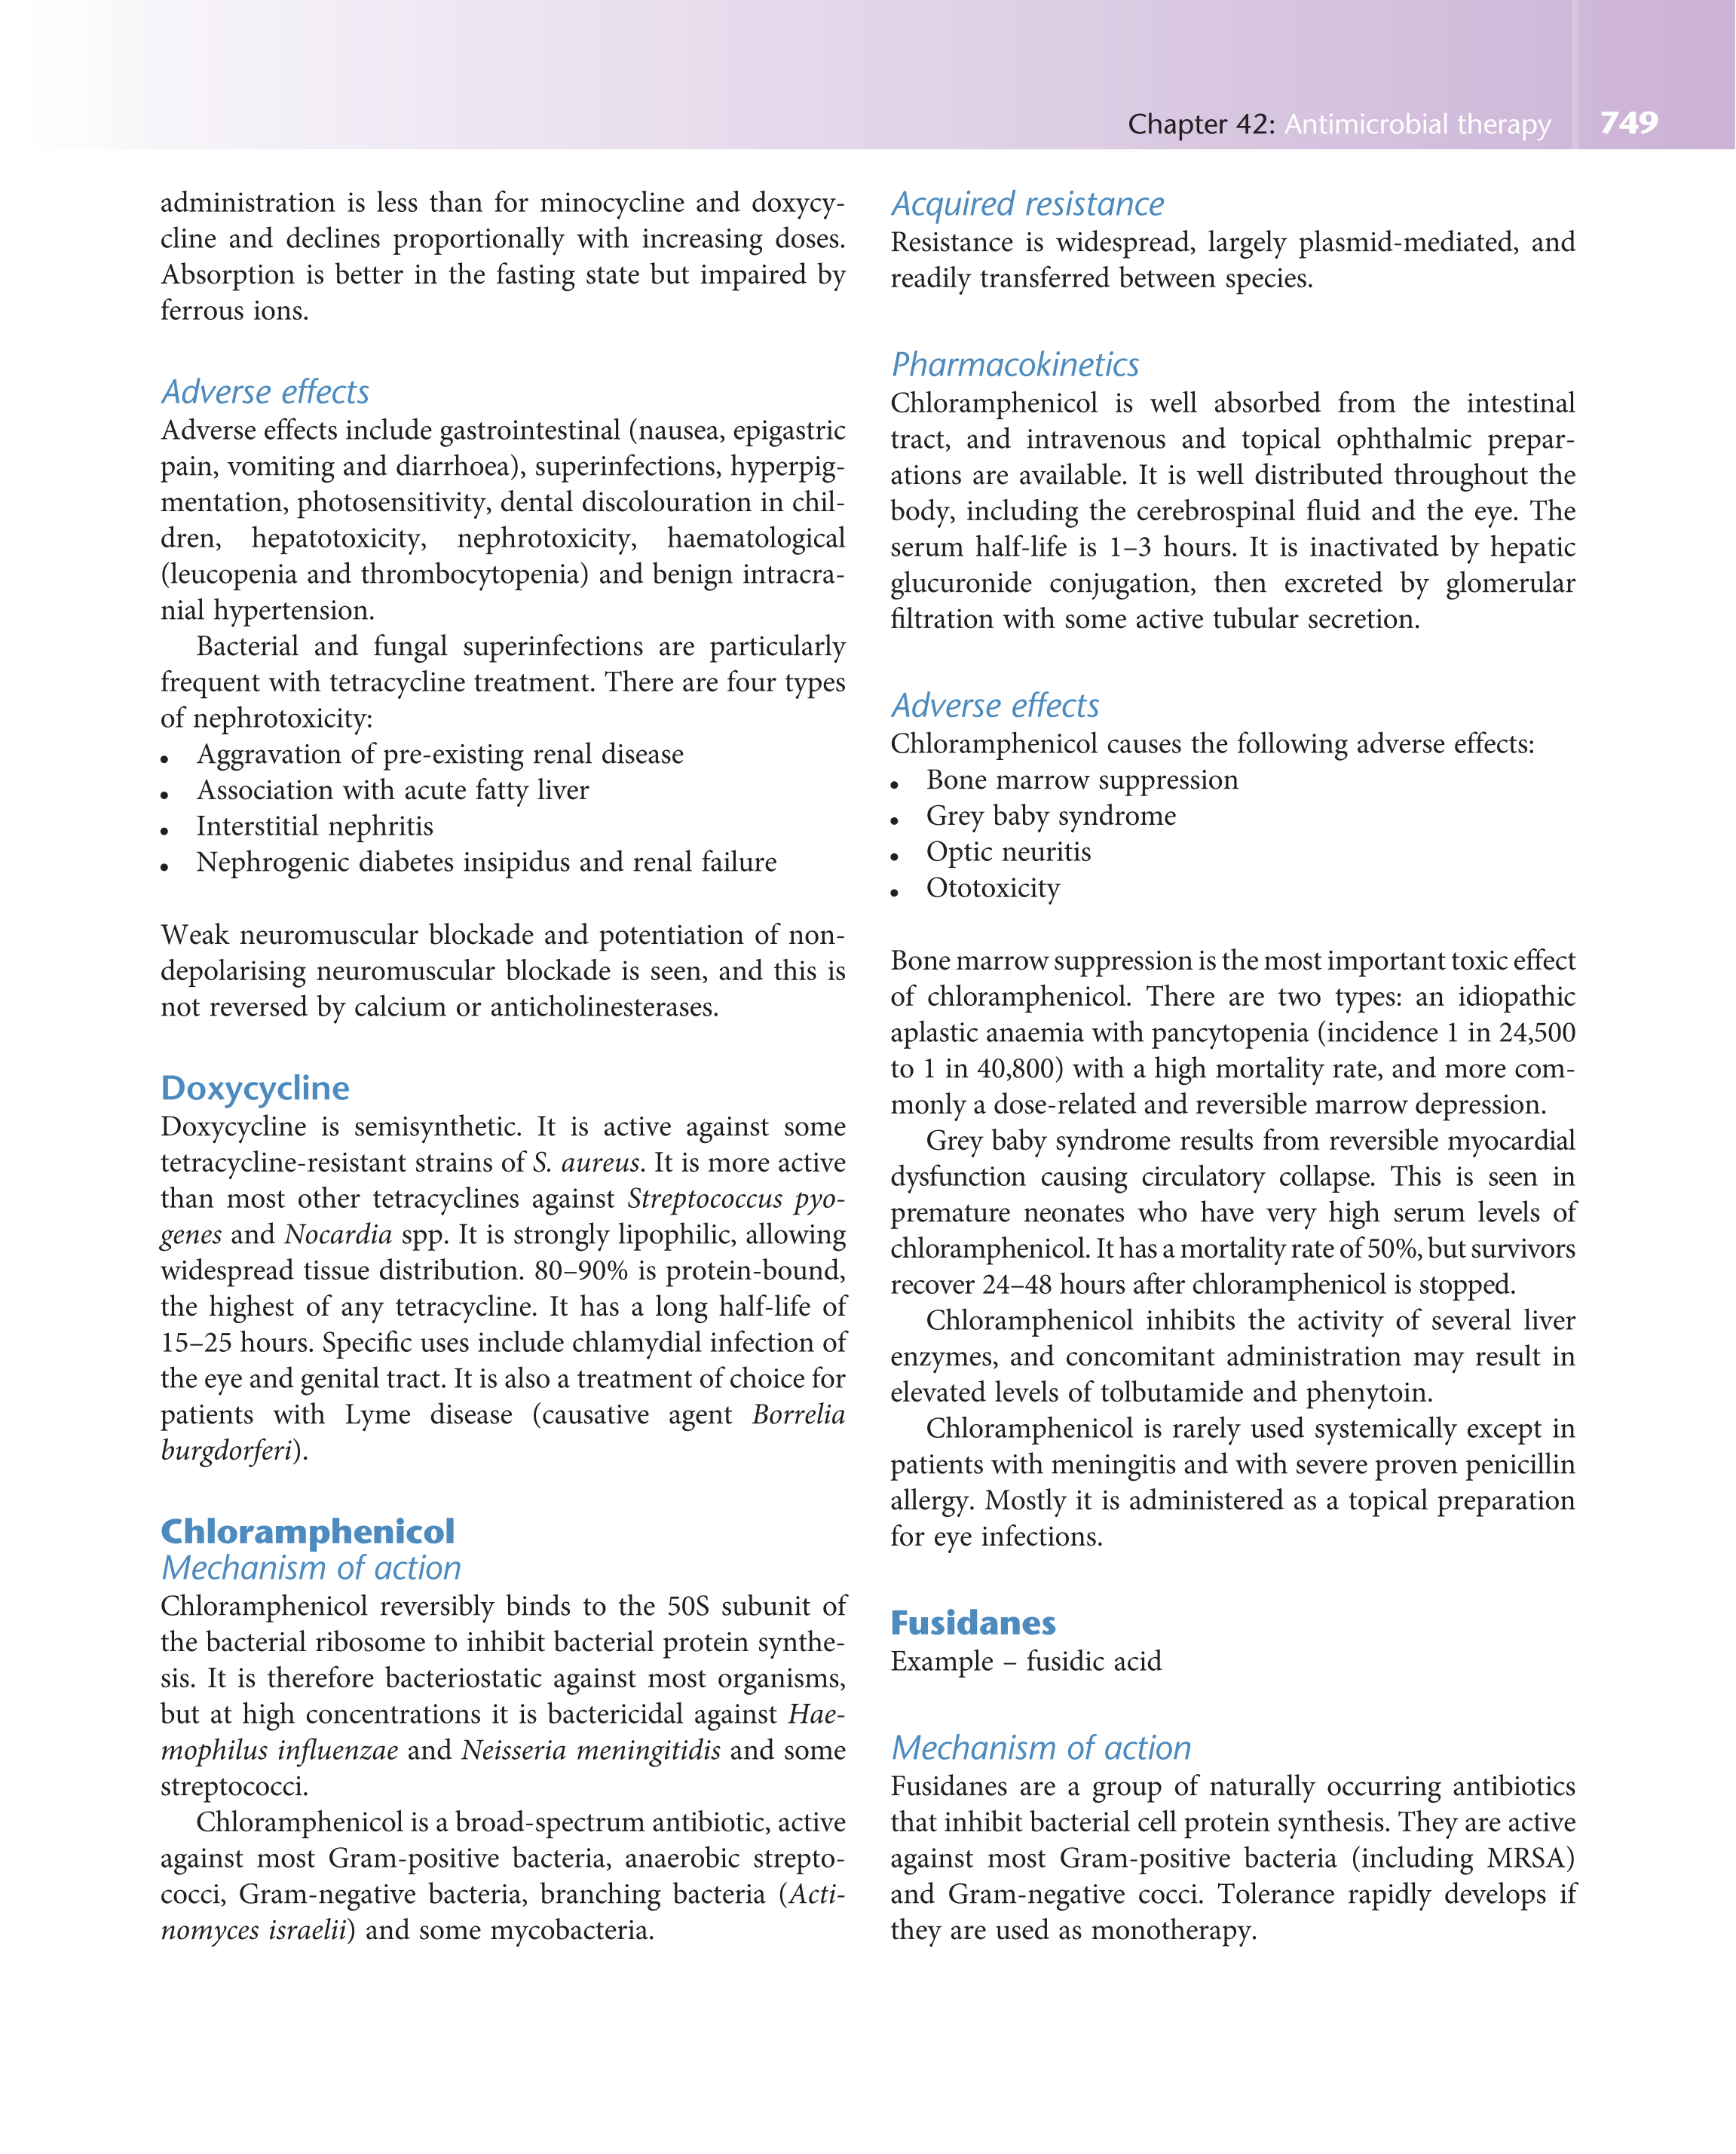 Chapter 42: Antimicrobial therapy 749
administration is less than for minocycline and doxycy-
cline and declines proportionally with increasing doses.
Absorption is better in the fasting state but impaired by
ferrous ions.
Adverse effects
Adverse effects include gastrointestinal (nausea, epigastric
pain, vomiting and diarrhoea), superinfections, hyperpig-
mentation, photosensitivity, dental discolouration in chil-
dren, hepatotoxicity, nephrotoxicity, haematological
(leucopenia and thrombocytopenia) and benign intracra-
nial hypertension.
Bacterial and fungal superinfections are particularly
frequent with tetracycline treatment. There are four types
of nephrotoxicity:
• Aggravation of pre-existing renal disease
• Association with acute fatty liver
• Interstitial nephritis
• Nephrogenic diabetes insipidus and renal failure
Weak neuromuscular blockade and potentiation of non-
depolarising neuromuscular blockade is seen, and this is
not reversed by calcium or anticholinesterases.
Doxycycline
Doxycycline is semisynthetic. It is active against some
tetracycline-resistant strains of S. aureus. It is more active
than most other tetracyclines against Streptococcus pyo-
genes and Nocardia spp. It is strongly lipophilic, allowing
widespread tissue distribution. 80–90% is protein-bound,
the highest of any tetracycline. It has a long half-life of
15–25 hours. Specific uses include chlamydial infection of
the eye and genital tract. It is also a treatment of choice for
patients with Lyme disease (causative agent Borrelia
burgdorferi).
Chloramphenicol
Mechanism of action
Chloramphenicol reversibly binds to the 50S subunit of
the bacterial ribosome to inhibit bacterial protein synthe-
sis. It is therefore bacteriostatic against most organisms,
but at high concentrations it is bactericidal against Hae-
mophilus influenzae and Neisseria meningitidis and some
streptococci.
Chloramphenicol is a broad-spectrum antibiotic, active
against most Gram-positive bacteria, anaerobic strepto-
cocci, Gram-negative bacteria, branching bacteria (Acti-
nomyces israelii) and some mycobacteria.
Acquired resistance
Resistance is widespread, largely plasmid-mediated, and
readily transferred between species.
Pharmacokinetics
Chloramphenicol is well absorbed from the intestinal
tract, and intravenous and topical ophthalmic prepar-
ations are available. It is well distributed throughout the
body, including the cerebrospinal fluid and the eye. The
serum half-life is 1–3 hours. It is inactivated by hepatic
glucuronide conjugation, then excreted by glomerular
filtration with some active tubular secretion.
Adverse effects
Chloramphenicol causes the following adverse effects:
• Bone marrow suppression
• Grey baby syndrome
• Optic neuritis
• Ototoxicity
Bone marrow suppression is the most important toxic effect
of chloramphenicol. There are two types: an idiopathic
aplastic anaemia with pancytopenia (incidence 1 in 24,500
to 1 in 40,800) with a high mortality rate, and more com-
monly a dose-related and reversible marrow depression.
Grey baby syndrome results from reversible myocardial
dysfunction causing circulatory collapse. This is seen in
premature neonates who have very high serum levels of
chloramphenicol. It has a mortality rate of 50%, but survivors
recover 24–48 hours after chloramphenicol is stopped.
Chloramphenicol inhibits the activity of several liver
enzymes, and concomitant administration may result in
elevated levels of tolbutamide and phenytoin.
Chloramphenicol is rarely used systemically except in
patients with meningitis and with severe proven penicillin
allergy. Mostly it is administered as a topical preparation
for eye infections.
Fusidanes
Example – fusidic acid
Mechanism of action
Fusidanes are a group of naturally occurring antibiotics
that inhibit bacterial cell protein synthesis. They are active
against most Gram-positive bacteria (including MRSA)
and Gram-negative cocci. Tolerance rapidly develops if
they are used as monotherapy.